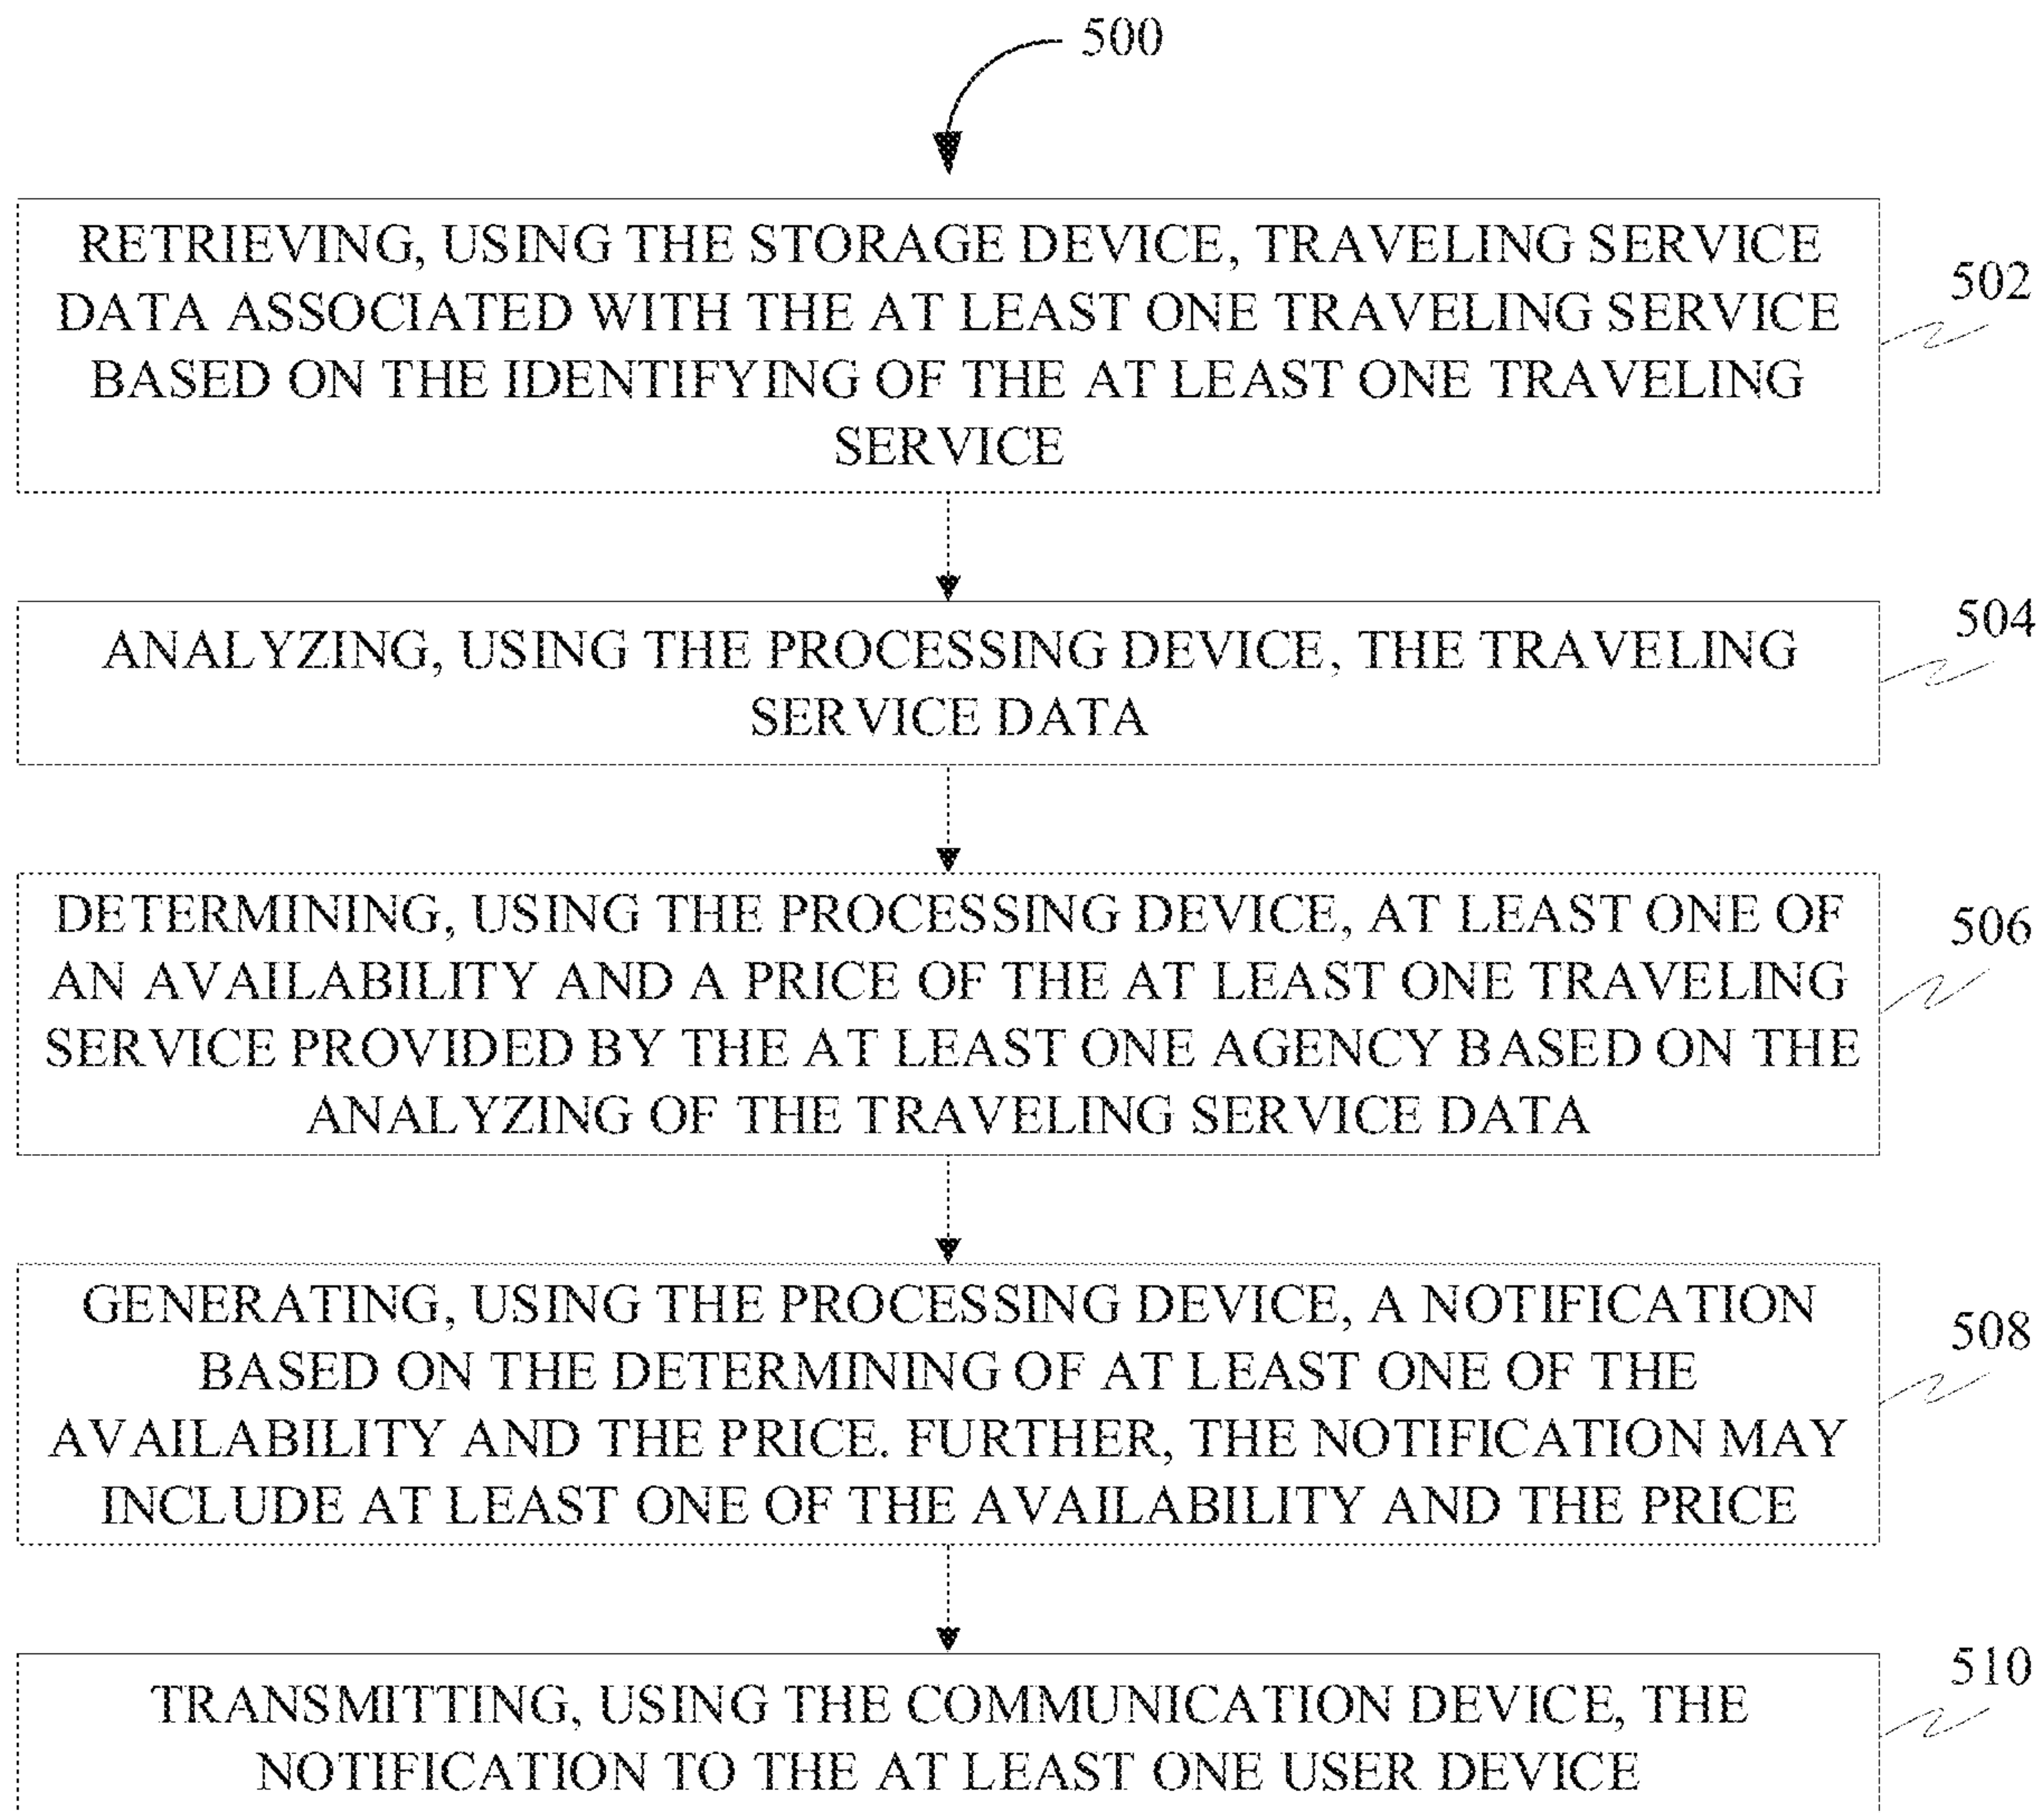 500
RETRIEVING, USING THE STORAGE DEVICE, TRAVELING SERVICE
DATA ASSOCIATED WITH THE AT LEAST ONE TRAVELING SERVICE
BASED ON THE IDENTIFYING OF THE AT LEAST ONE TRAVELING
SERVICE
502
ANALYZING, USING THE PROCESSING DEVICE, THE TRAVELING
SERVICE DATA
504
DETERMINING, USING THE PROCESSING DEVICE, AT LEAST ONE OF
AN AVAILABILITY AND A PRICE OF THE AT LEAST ONE TRAVELING
SERVICE PROVIDED BY THE AT LEAST ONE AGENCY BASED ON THE
ANALYZING OF THE TRAVELING SERVICE DATA
506
GENERATING, USING THE PROCESSING DEVICE, A NOTIFICATION
BASED ON THE DETERMINING OF AT LEAST ONE OF THE
AVAILABILITY AND THE PRICE. FURTHER, THE NOTIFICATION MAY
INCLUDE AT LEAST ONE OF THE AVAILABILITY AND THE PRICE
508
TRANSMITTING, USING THE COMMUNICATION DEVICE, THE
NOTIFICATION TO THE AT LEAST ONE USER DEVICE
510